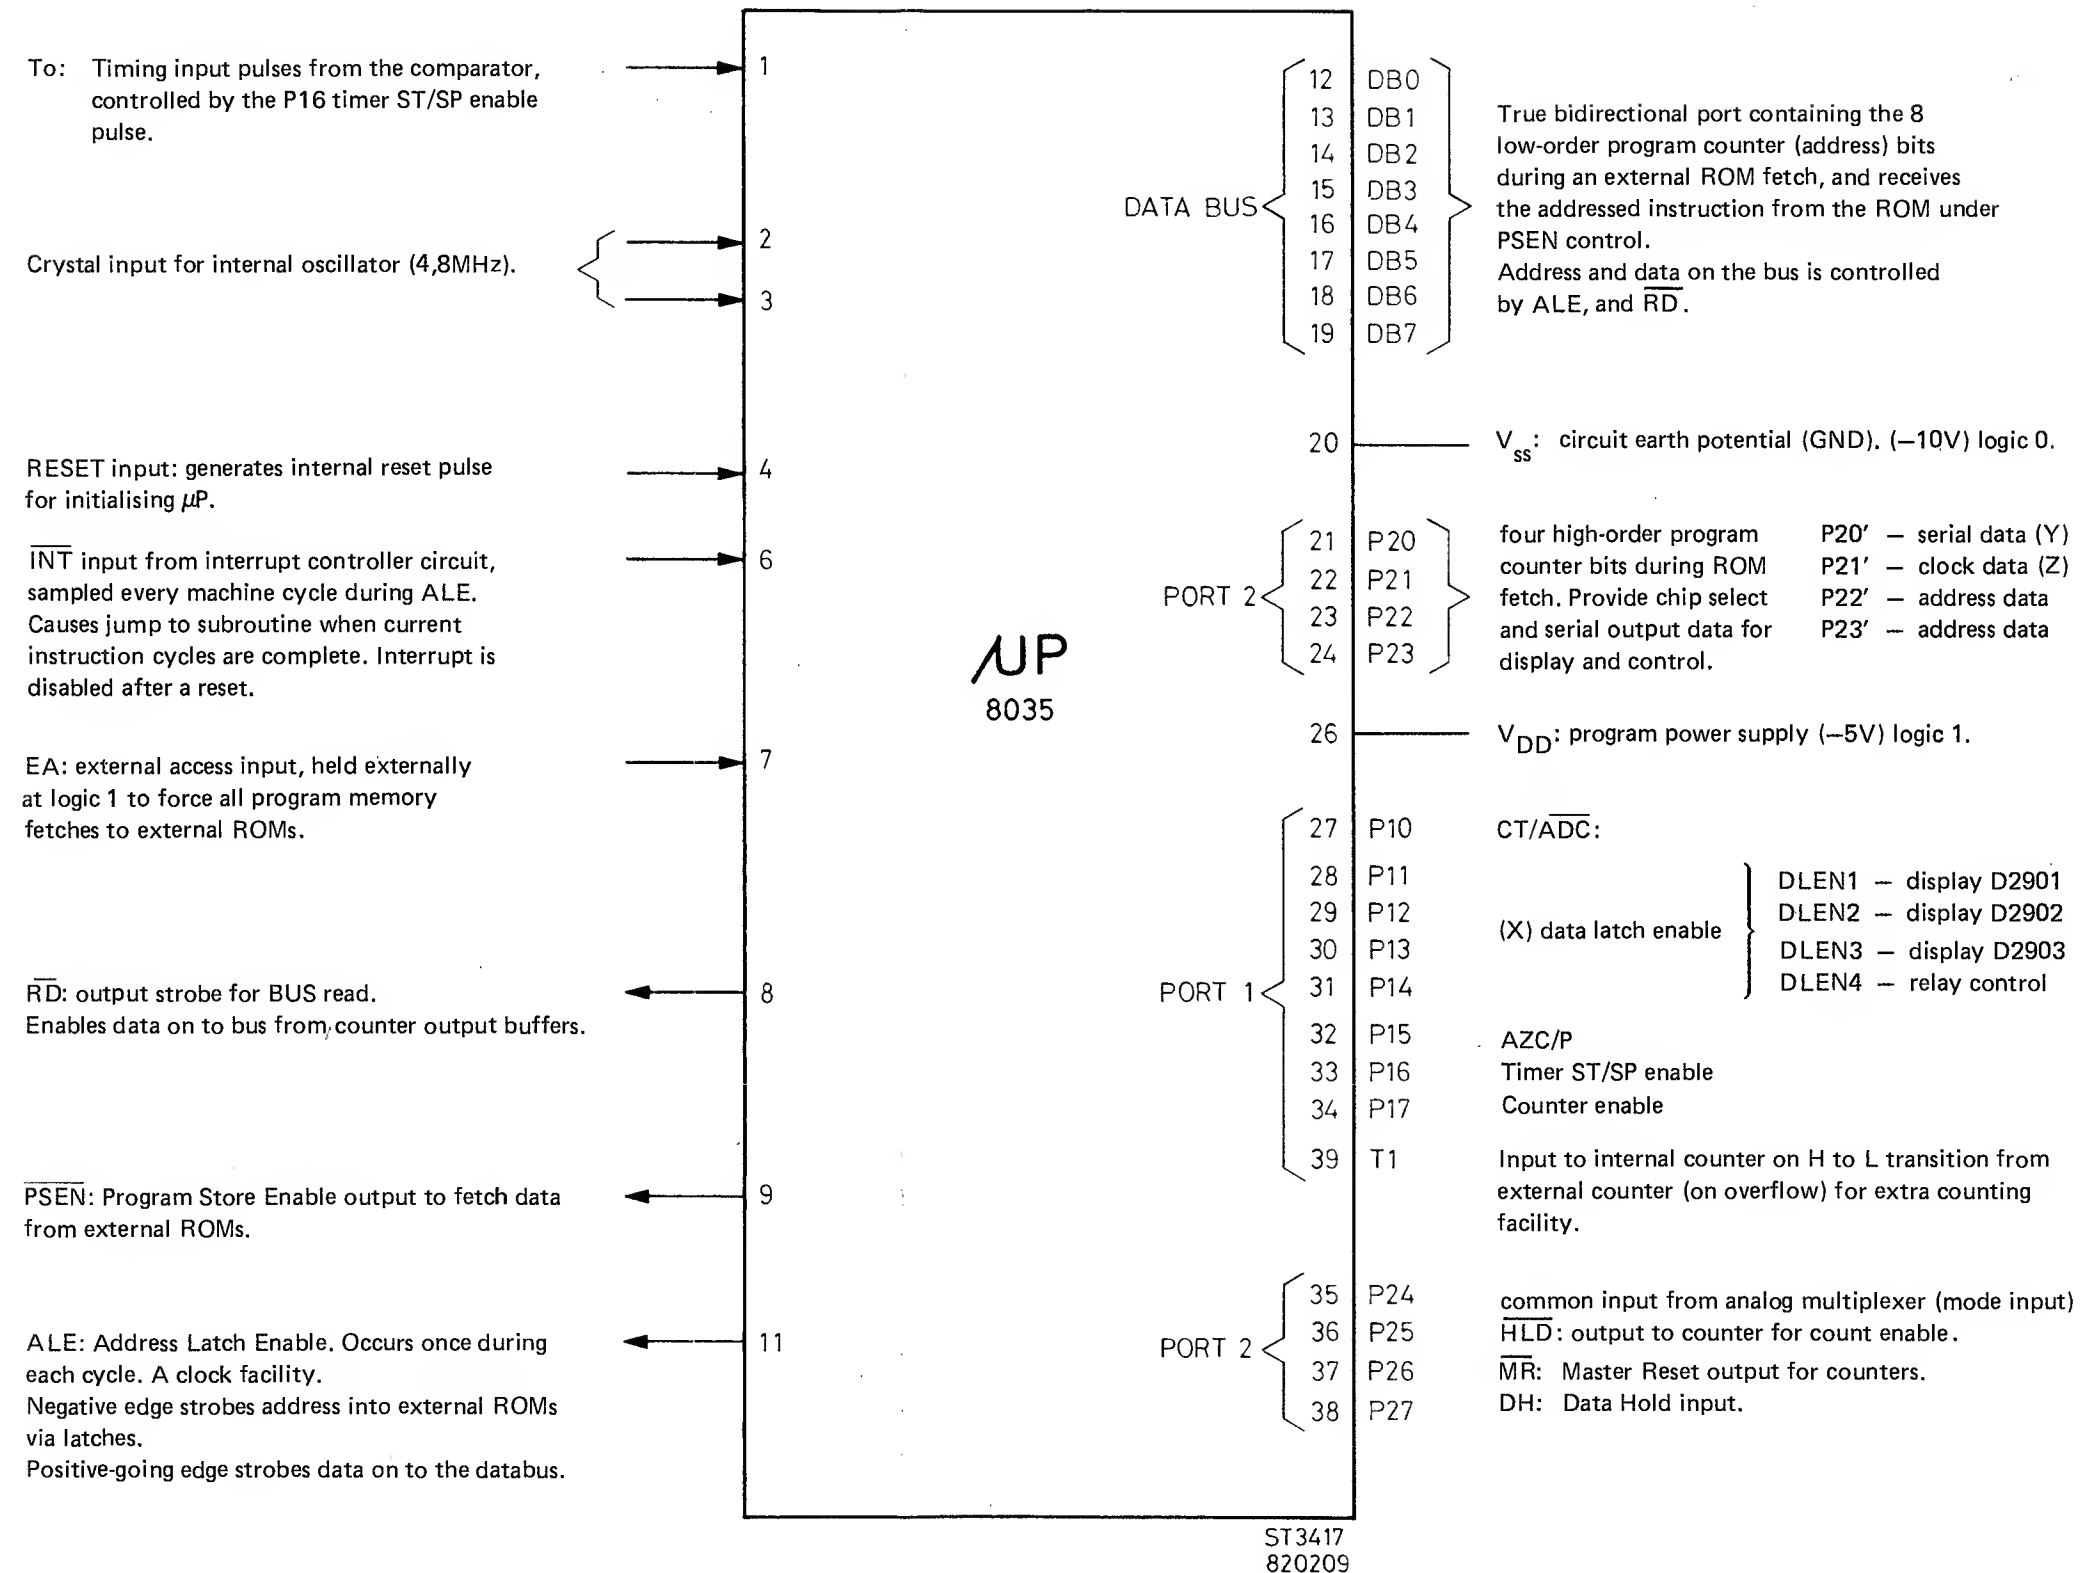 To: Timing input pulses from the comparator,
controlled by the P16 timer ST/SP enable
pulse.
1
Crystal input for internal oscillator (4,8MHz).
2
3
RESET input: generates internal reset pulse
for initialising µP.
4
I̅N̅T̅ input from interrupt controller circuit,
sampled every machine cycle during ALE.
Causes jump to subroutine when current
instruction cycles are complete. Interrupt is
disabled after a reset.
6
EA: external access input, held externally
at logic 1 to force all program memory
fetches to external ROMs.
7
R̅D̅: output strobe for BUS read.
Enables data on to bus from counter output buffers.
8
P̅S̅E̅N̅: Program Store Enable output to fetch data
from external ROMs.
9
ALE: Address Latch Enable. Occurs once during
each cycle. A clock facility.
Negative edge strobes address into external ROMs
via latches.
Positive-going edge strobes data on to the databus.
11
µP
8035
DATA BUS
12 DB0
13 DB1
14 DB2
15 DB3
16 DB4
17 DB5
18 DB6
19 DB7
True bidirectional port containing the 8
low-order program counter (address) bits
during an external ROM fetch, and receives
the addressed instruction from the ROM under
PSEN control.
Address and data on the bus is controlled
by ALE, and R̅D̅.
20 Vss: circuit earth potential (GND). (–10V) logic 0.
PORT 2
21 P20
22 P21
23 P22
24 P23
four high-order program
counter bits during ROM
fetch. Provide chip select
and serial output data for
display and control.
P20′ – serial data (Y)
P21′ – clock data (Z)
P22′ – address data
P23′ – address data
26 VDD: program power supply (–5V) logic 1.
PORT 1
27 P10 CT/A̅D̅C̅:
28 P11
29 P12
30 P13
31 P14
(X) data latch enable
DLEN1 – display D2901
DLEN2 – display D2902
DLEN3 – display D2903
DLEN4 – relay control
32 P15 AZC/P
33 P16 Timer ST/SP enable
34 P17 Counter enable
39 T1 Input to internal counter on H to L transition from
external counter (on overflow) for extra counting
facility.
PORT 2
35 P24 common input from analog multiplexer (mode input)
36 P25 H̅L̅D̅: output to counter for count enable.
37 P26 M̅R̅: Master Reset output for counters.
38 P27 DH: Data Hold input.
ST3417
820209